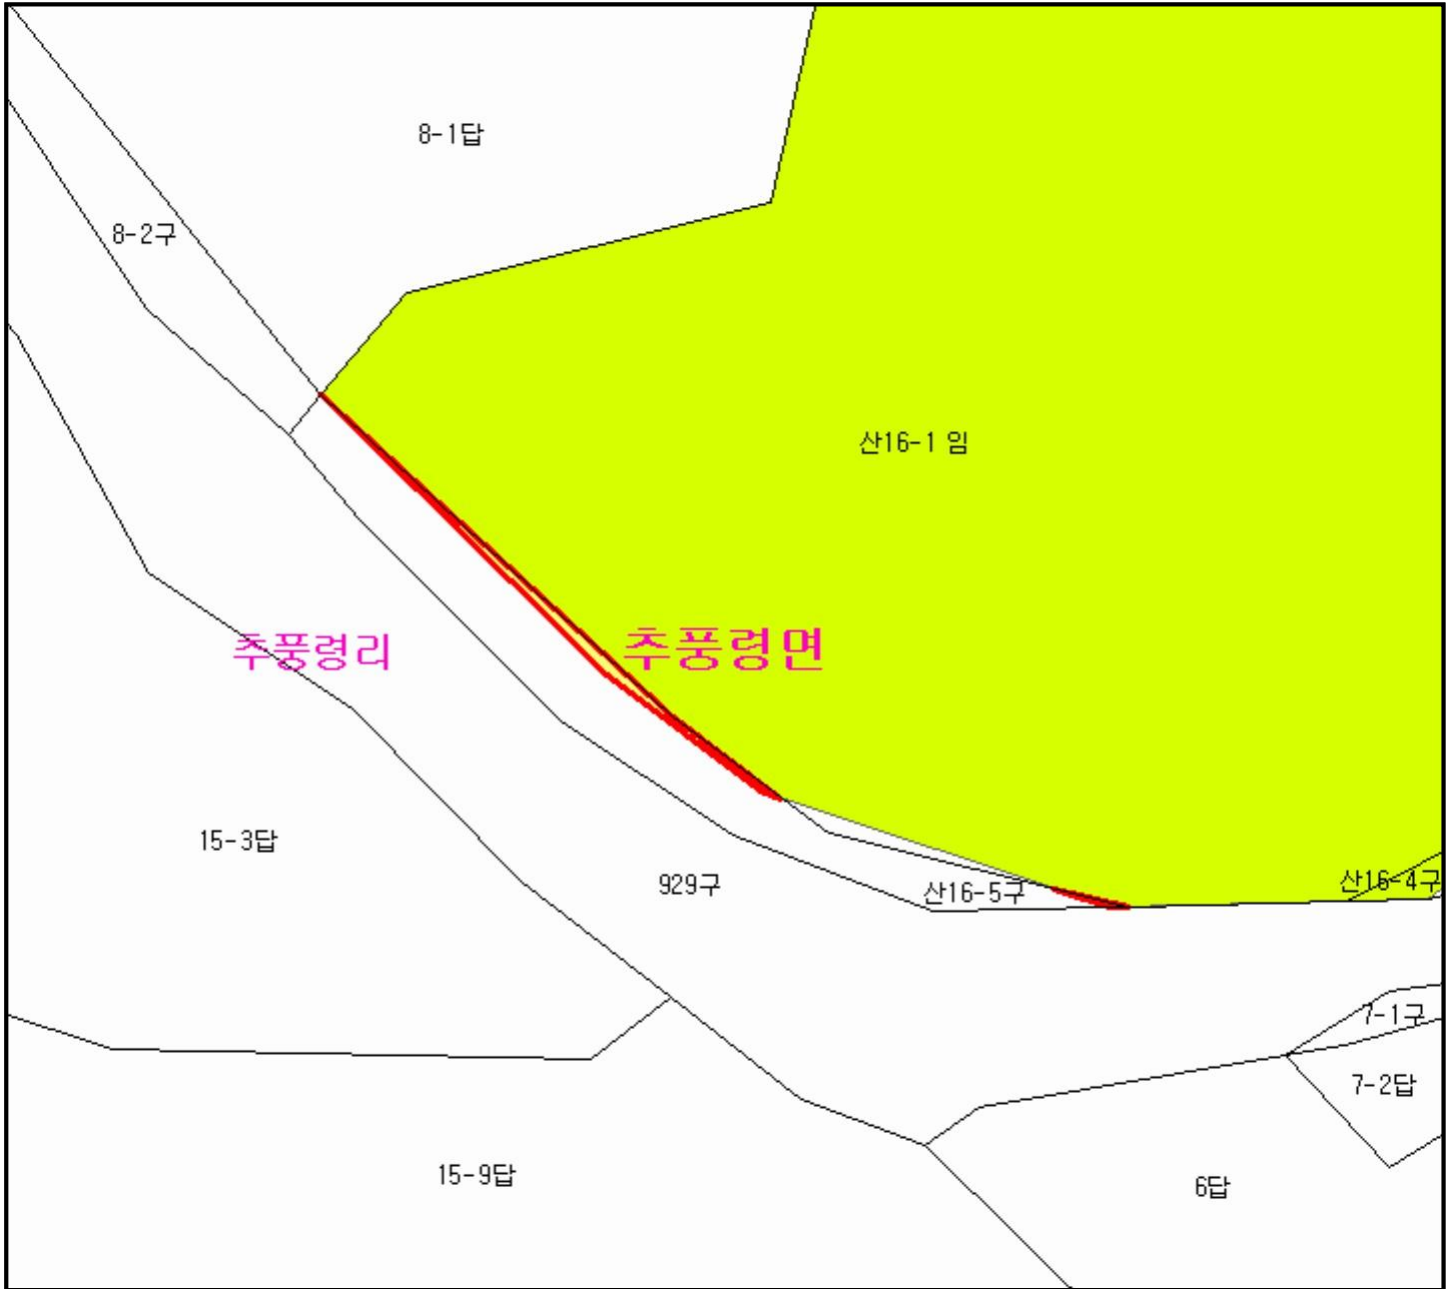 8-1답
8-2구
산16-1 임
추풍령리
추풍령면
15-3답
929구
산16-5구
산16-4구
7-1구
7-2답
15-9답
6답